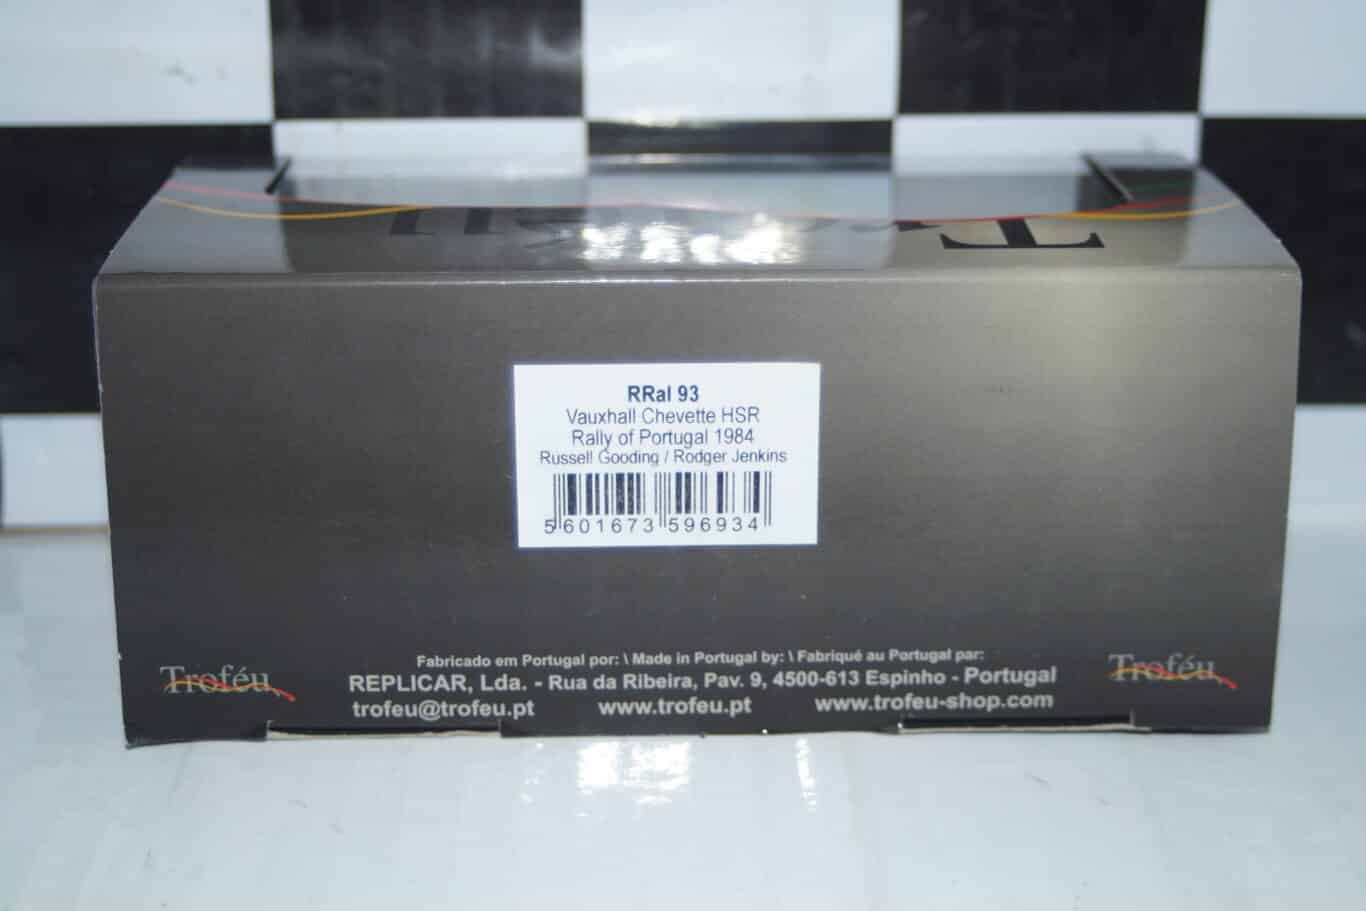 Troféu
RRal 93
Vauxhall Chevette HSR
Rally of Portugal 1984
Russell Gooding / Rodger Jenkins
5 601673 596934
Fabricado em Portugal por: \ Made in Portugal by: \ Fabriqué au Portugal par:
Troféu
REPLICAR, Lda. - Rua da Ribeira, Pav. 9, 4500-613 Espinho - Portugal
Troféu
trofeu@trofeu.pt www.trofeu.pt www.trofeu-shop.com